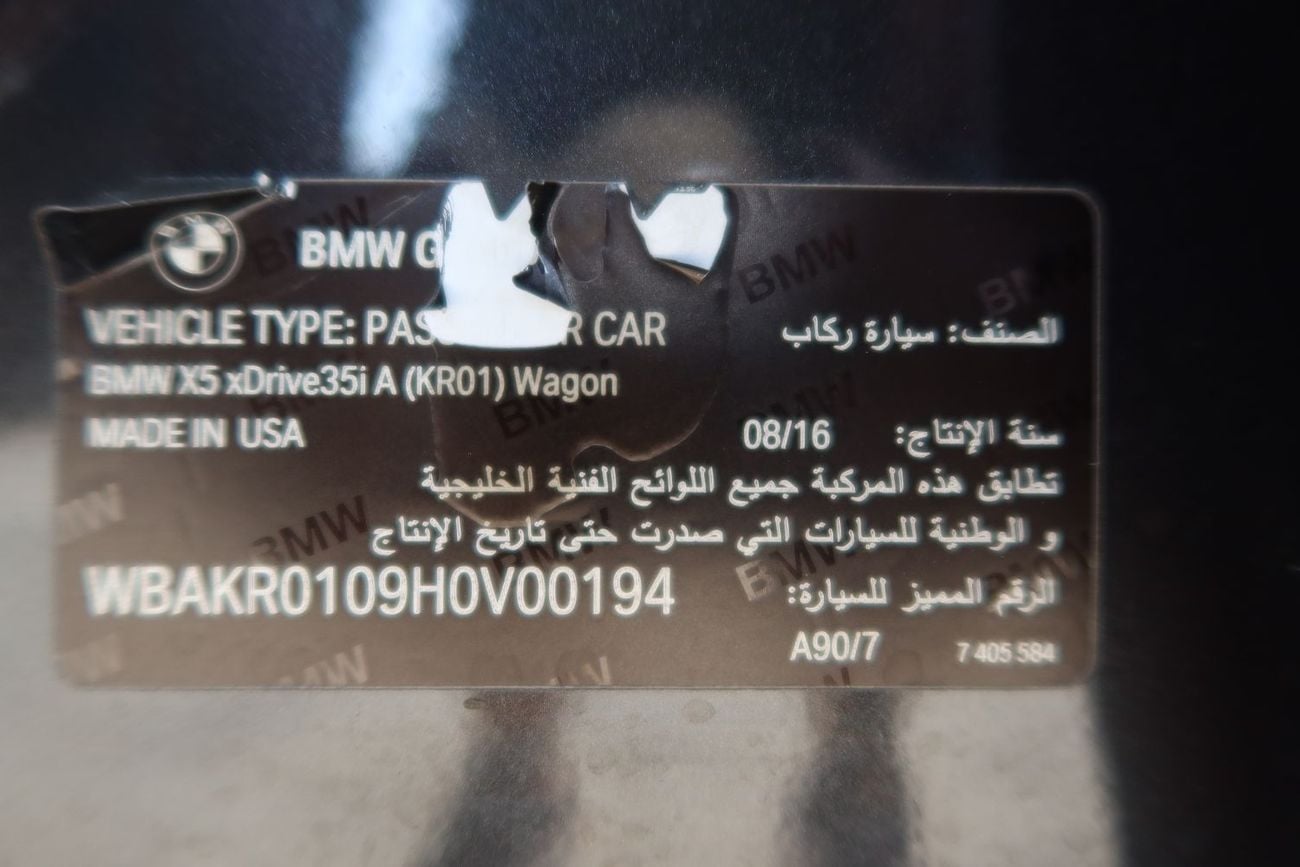 BMW G
VEHICLE TYPE: PAS R CAR
الصنف: سيارة ركاب
BMW X5 xDrive35i A (KR01) Wagon
MADE IN USA
سنة الإنتاج: 08/16
تطابق هذه المركبة جميع اللوائح الفنية الخليجية
و الوطنية للسيارات التي صدرت حتى تاريخ الإنتاج
WBAKR0109H0V00194
الرقم المميز للسيارة:
A90/7
7 405 584